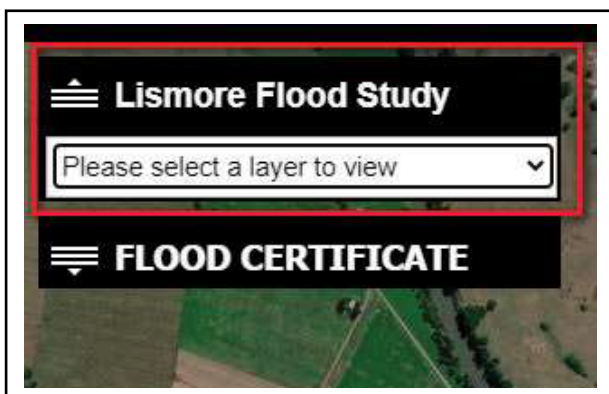 Lismore Flood Study
Please select a layer to view
FLOOD CERTIFICATE